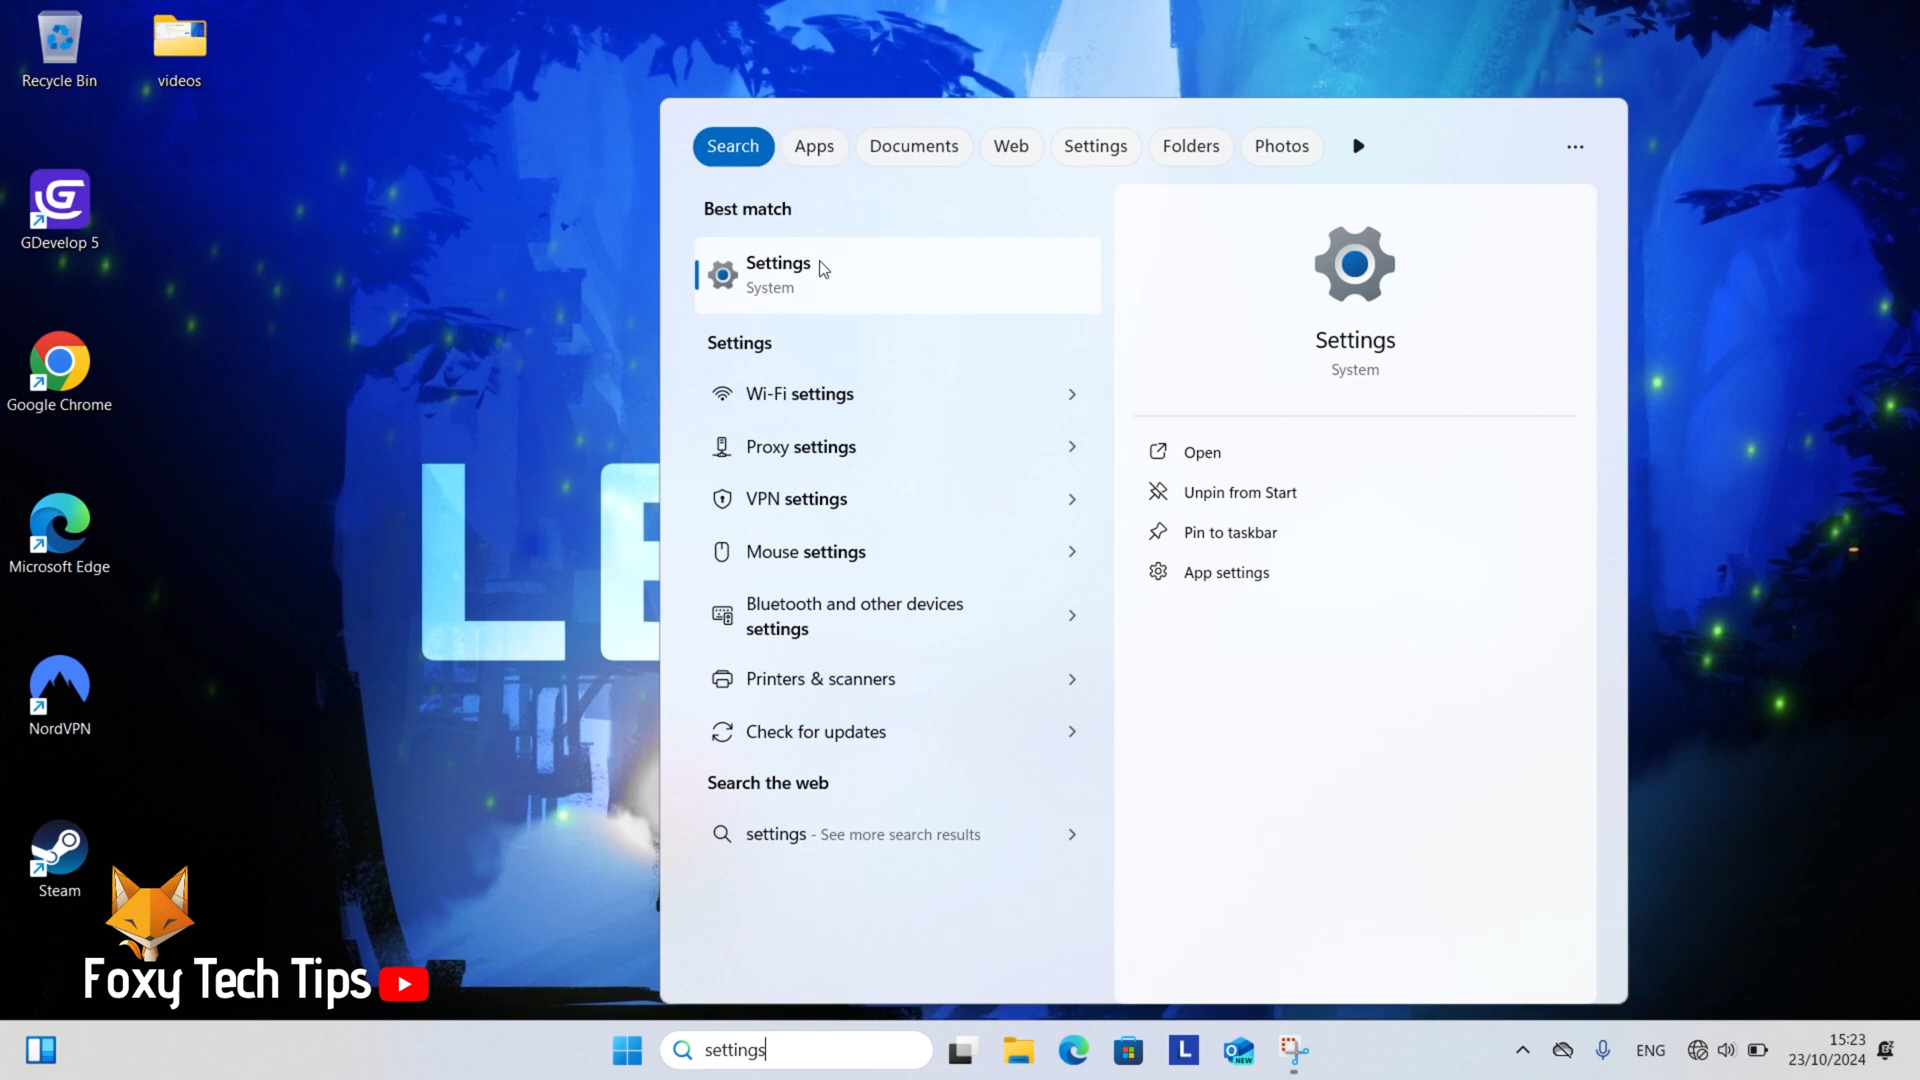 Recycle Bin
videos
GDevelop 5
Google Chrome
Microsoft Edge
NordVPN
Steam
LE
Search Apps Documents Web Settings Folders Photos
Best match
Settings
System
Settings
Wi-Fi settings
Proxy settings
VPN settings
Mouse settings
Bluetooth and other devices
settings
Printers & scanners
Check for updates
Search the web
settings - See more search results
Settings
System
Open
Unpin from Start
Pin to taskbar
App settings
Foxy Tech Tips
settings
L
NEW
ENG
15:23
23/10/2024